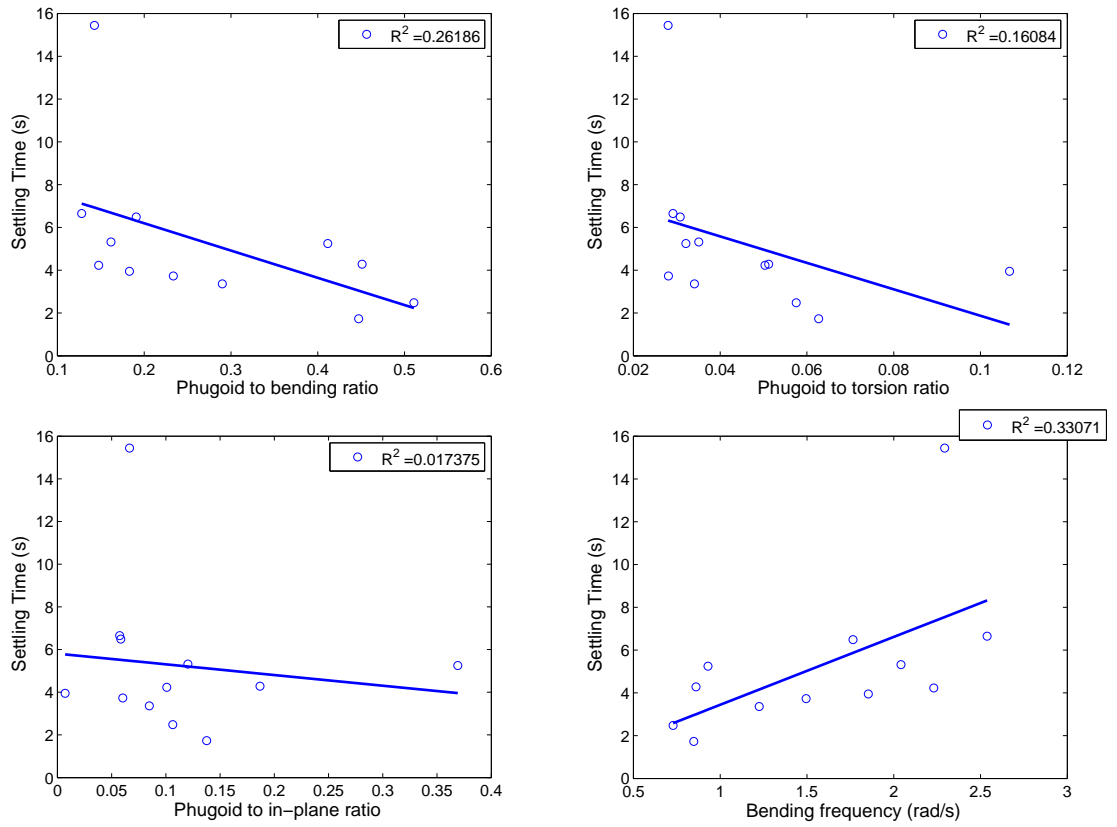 R² =0.26186
16
14
12
10
8
6
4
2
0
Settling Time (s)
0.1 0.2 0.3 0.4 0.5 0.6
Phugoid to bending ratio
R² =0.16084
16
14
12
10
8
6
4
2
0
Settling Time (s)
0.02 0.04 0.06 0.08 0.1 0.12
Phugoid to torsion ratio
R² =0.017375
16
14
12
10
8
6
4
2
0
Settling Time (s)
0 0.05 0.1 0.15 0.2 0.25 0.3 0.35 0.4
Phugoid to in−plane ratio
R² =0.33071
16
14
12
10
8
6
4
2
0
Settling Time (s)
0.5 1 1.5 2 2.5 3
Bending frequency (rad/s)